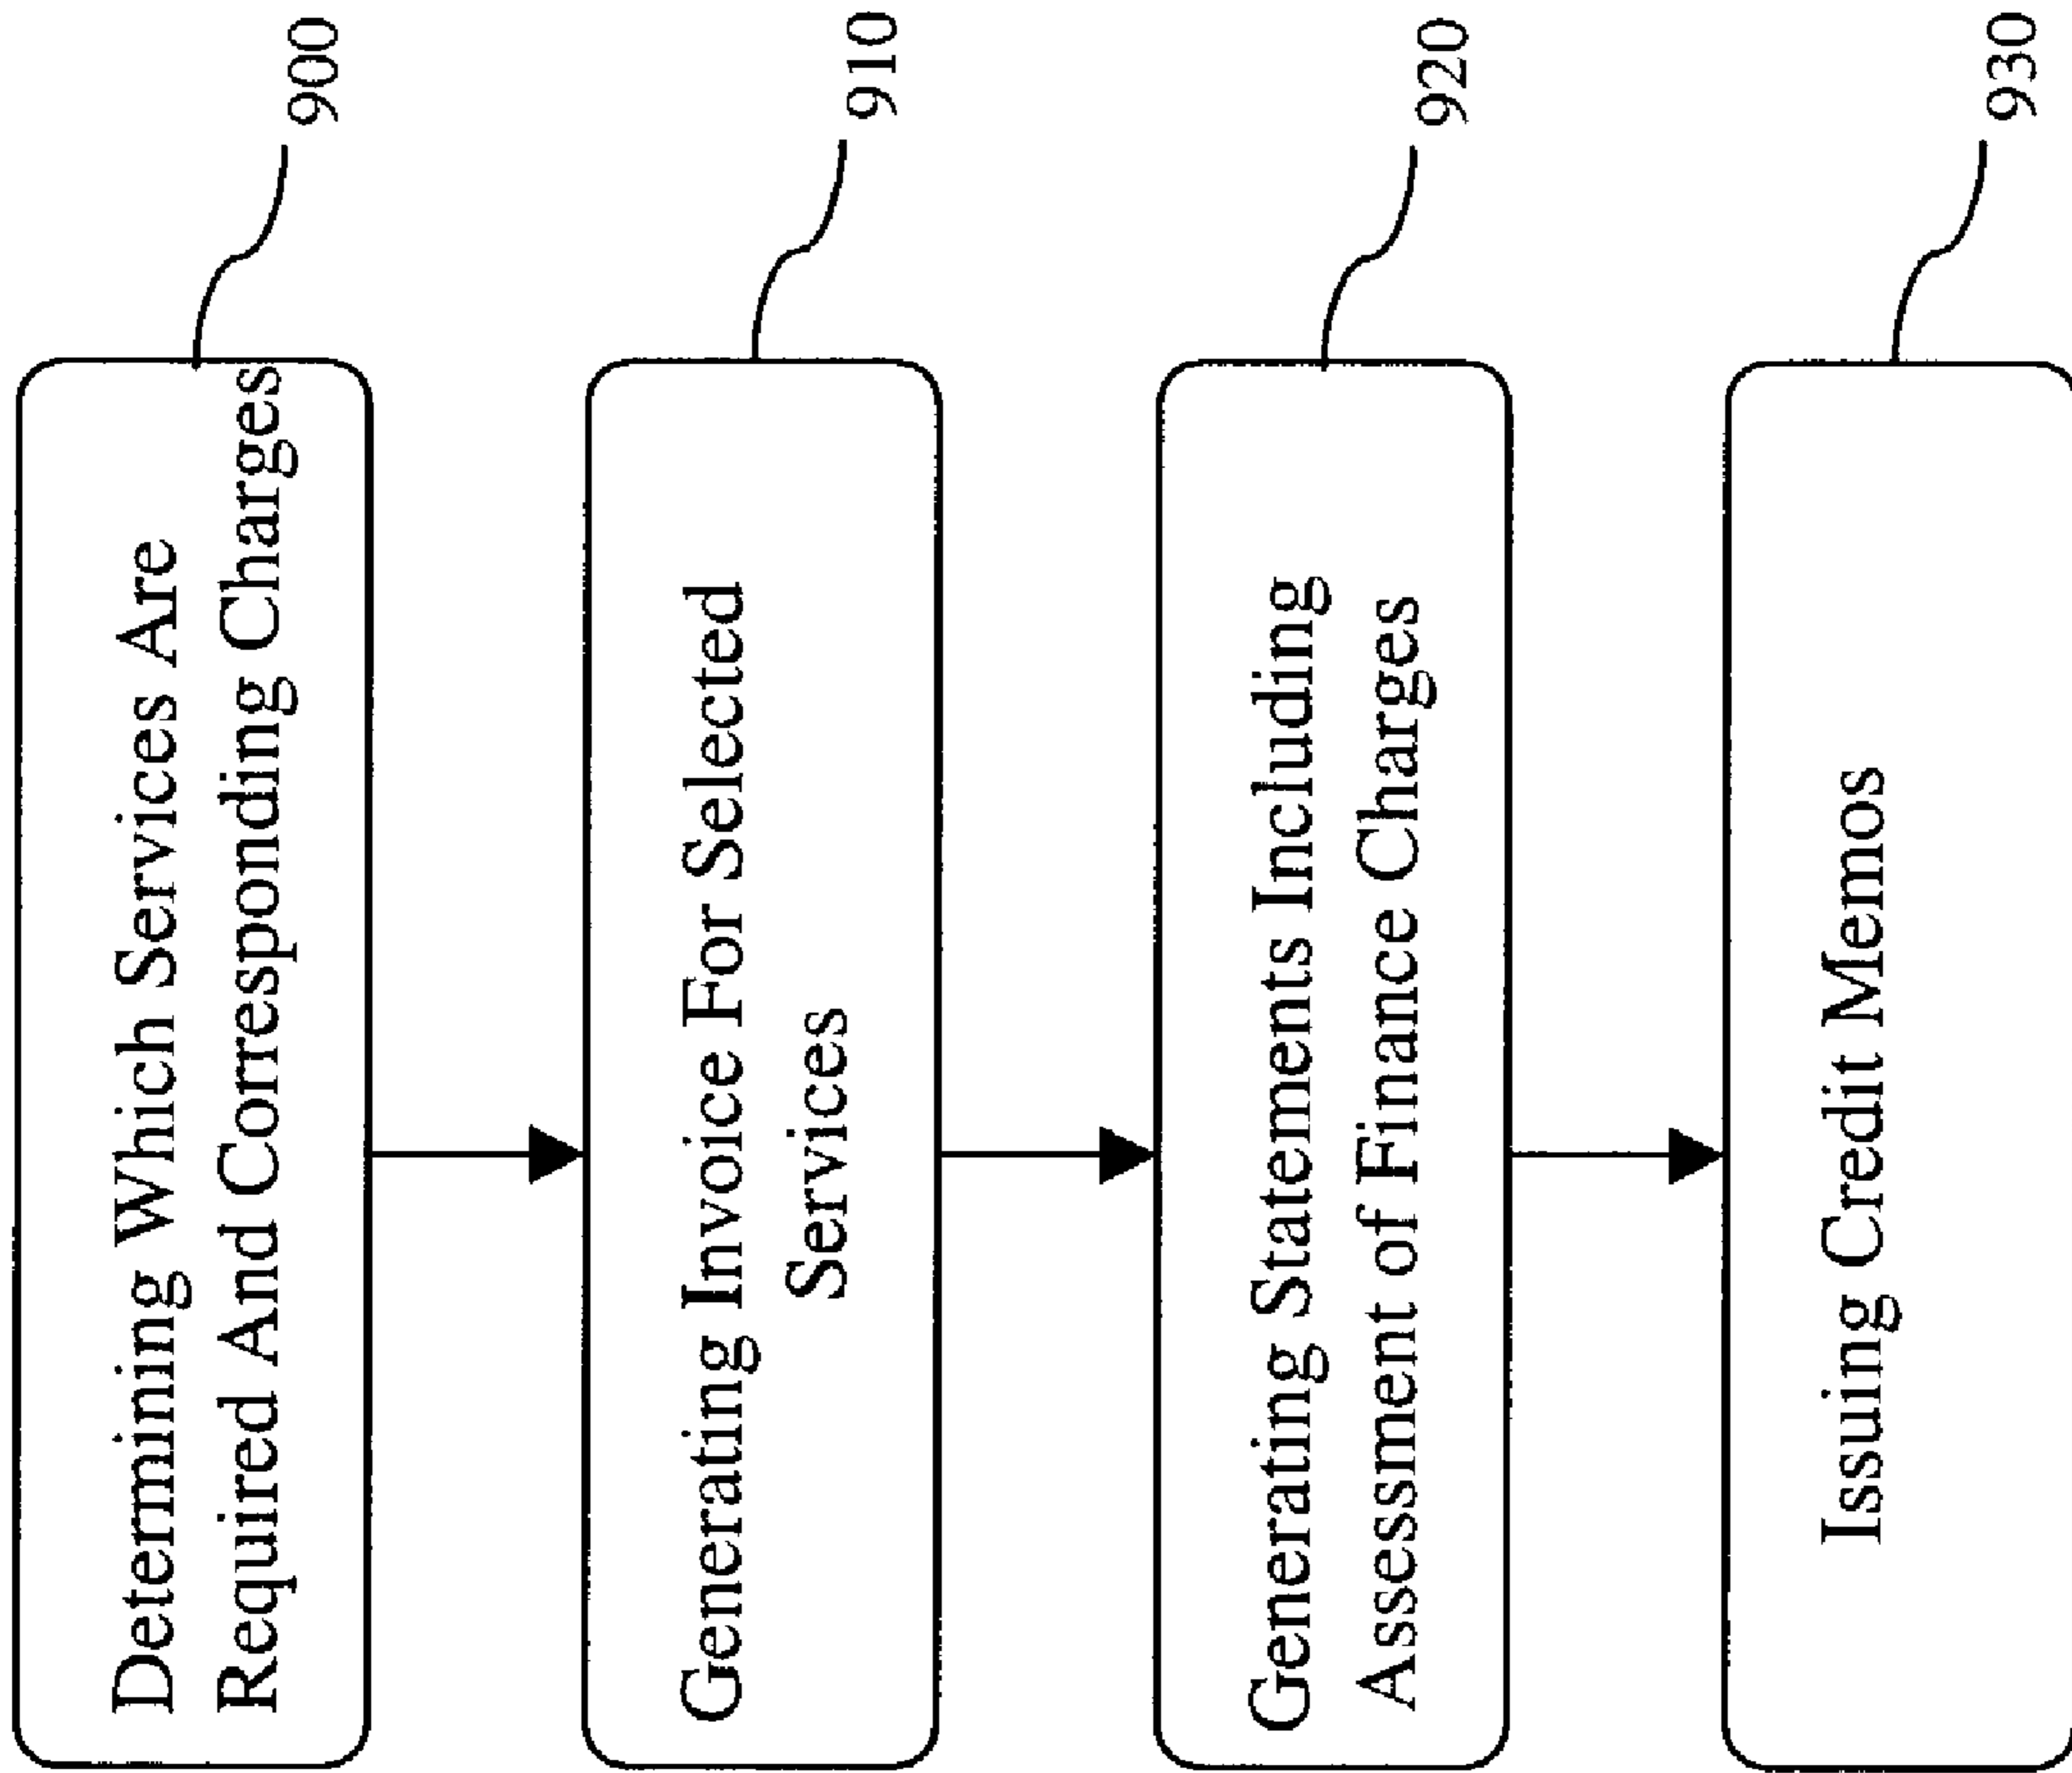 Determining Which Services Are
Required And Corresponding Charges
900
Generating Invoice For Selected
Services
910
Generating Statements Including
Assessment of Finance Charges
920
Issuing Credit Memos
930